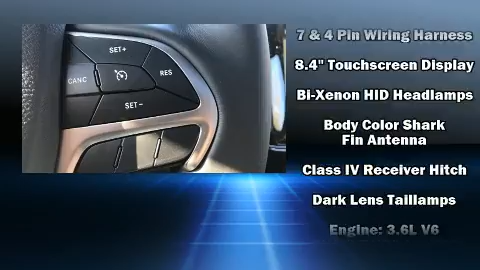 SET+
CANC
RES
SET-
7 & 4 Pin Wiring Harness
8.4" Touchscreen Display
Bi-Xenon HID Headlamps
Body Color Shark
Fin Antenna
Class IV Receiver Hitch
Dark Lens Taillamps
Engine: 3.6L V6